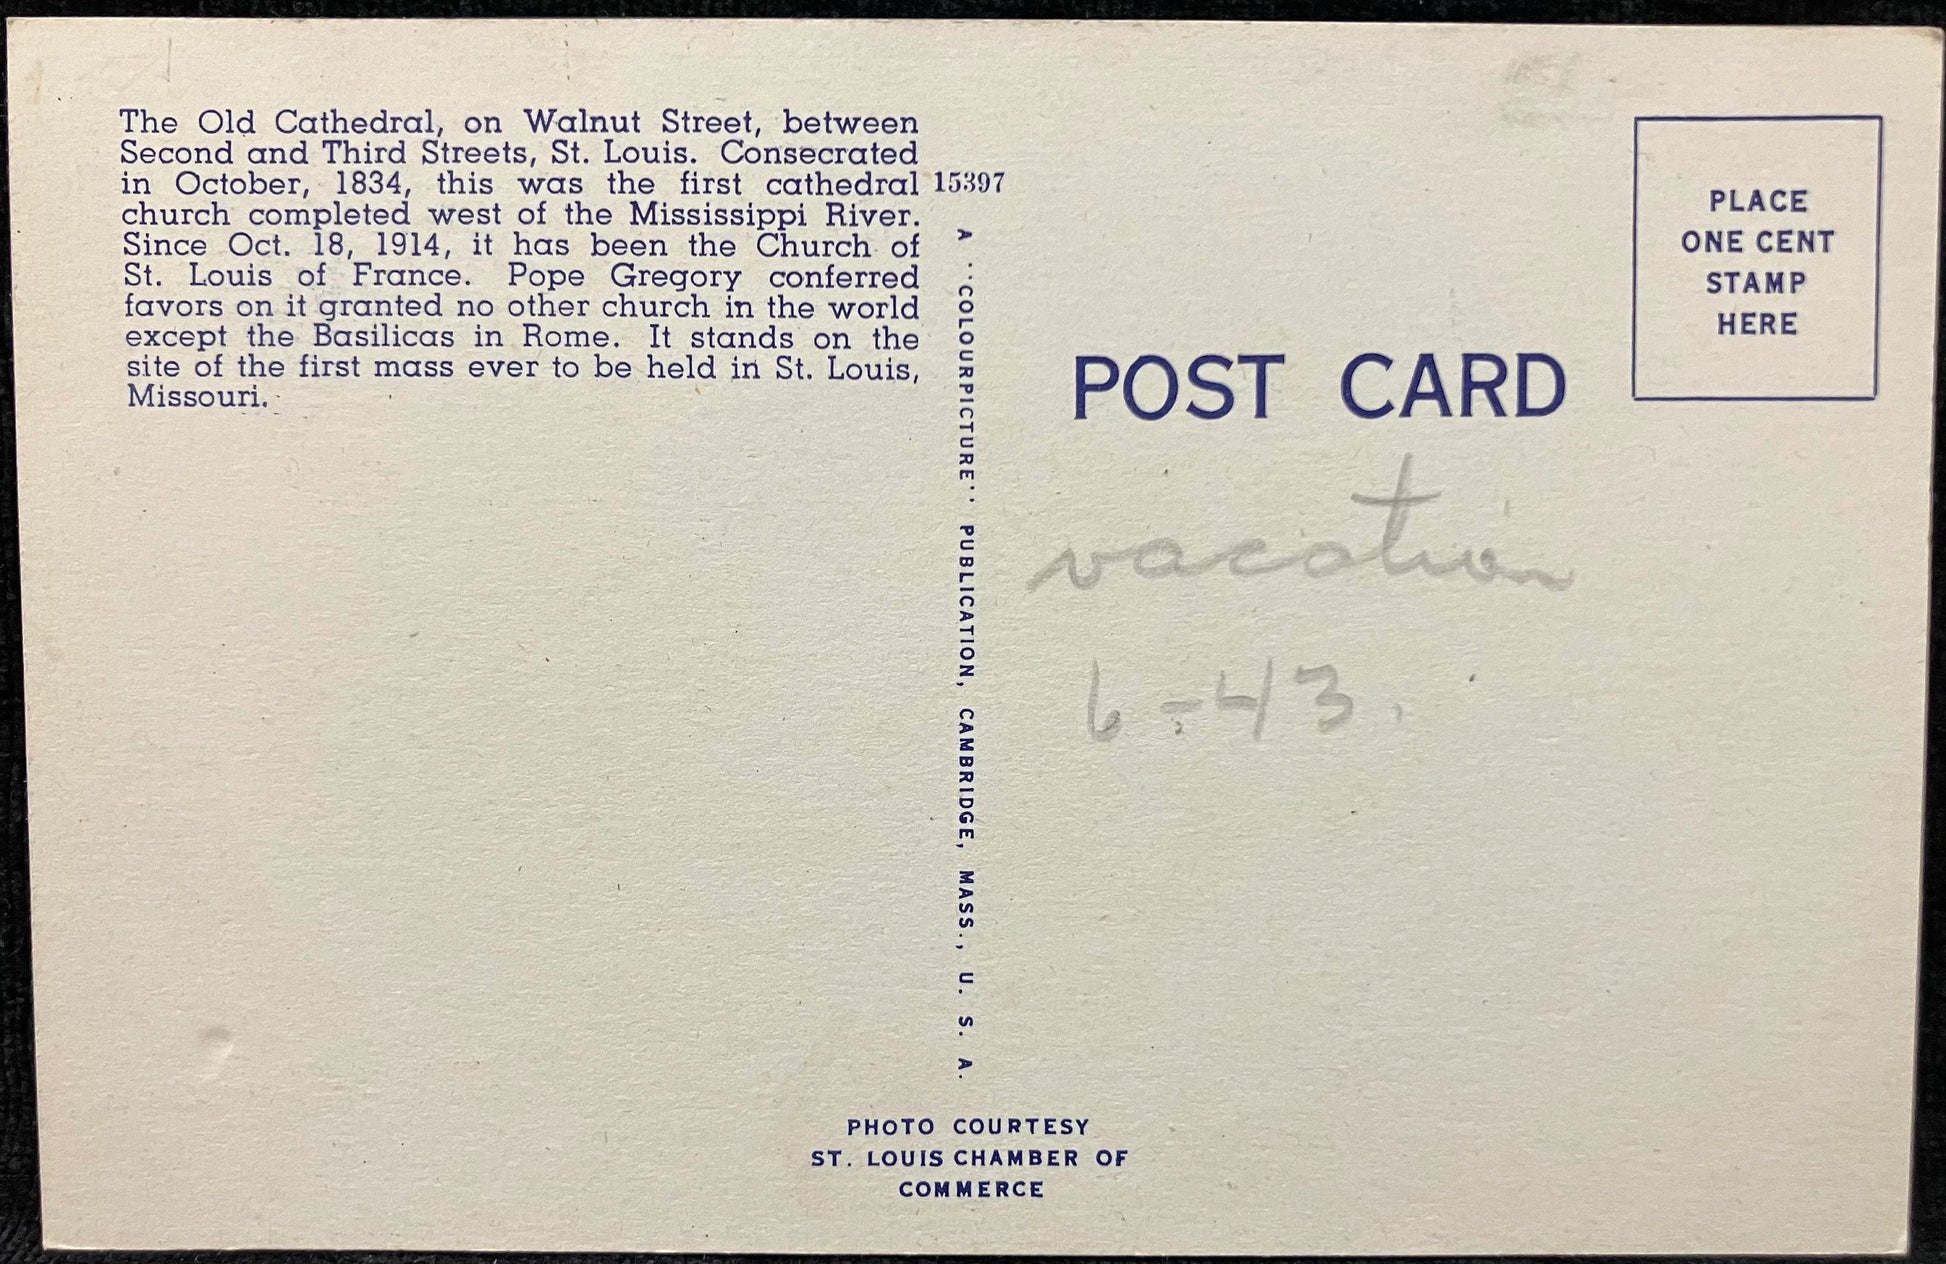 The Old Cathedral, on Walnut Street, between
Second and Third Streets, St. Louis. Consecrated
in October, 1834, this was the first cathedral
church completed west of the Mississippi River.
Since Oct. 18, 1914, it has been the Church of
St. Louis of France. Pope Gregory conferred
favors on it granted no other church in the world
except the Basilicas in Rome. It stands on the
site of the first mass ever to be held in St. Louis,
Missouri.
15397
A "COLOURPICTURE" PUBLICATION, CAMBRIDGE, MASS., U. S. A.
PLACE
ONE CENT
STAMP
HERE
POST CARD
vacation
6-43.
PHOTO COURTESY
ST. LOUIS CHAMBER OF
COMMERCE